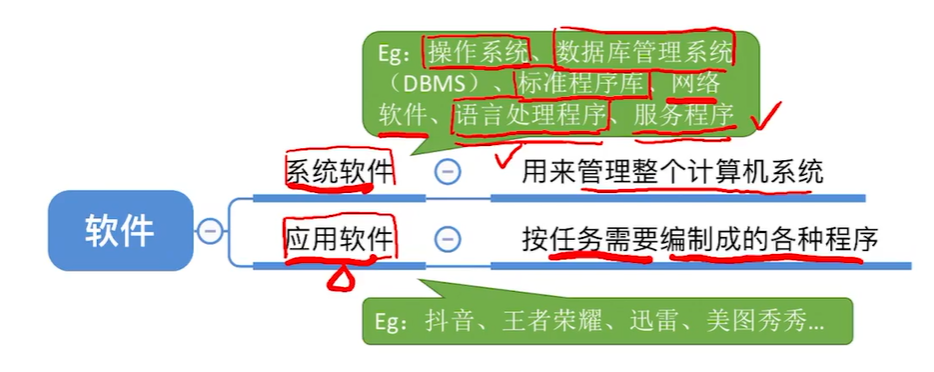 Eg：操作系统、数据库管理系统
（DBMS）、标准程序库、网络
软件、语言处理程序、服务程序
系统软件
用来管理整个计算机系统
软件
应用软件
按任务需要编制成的各种程序
Eg：抖音、王者荣耀、迅雷、美图秀秀...